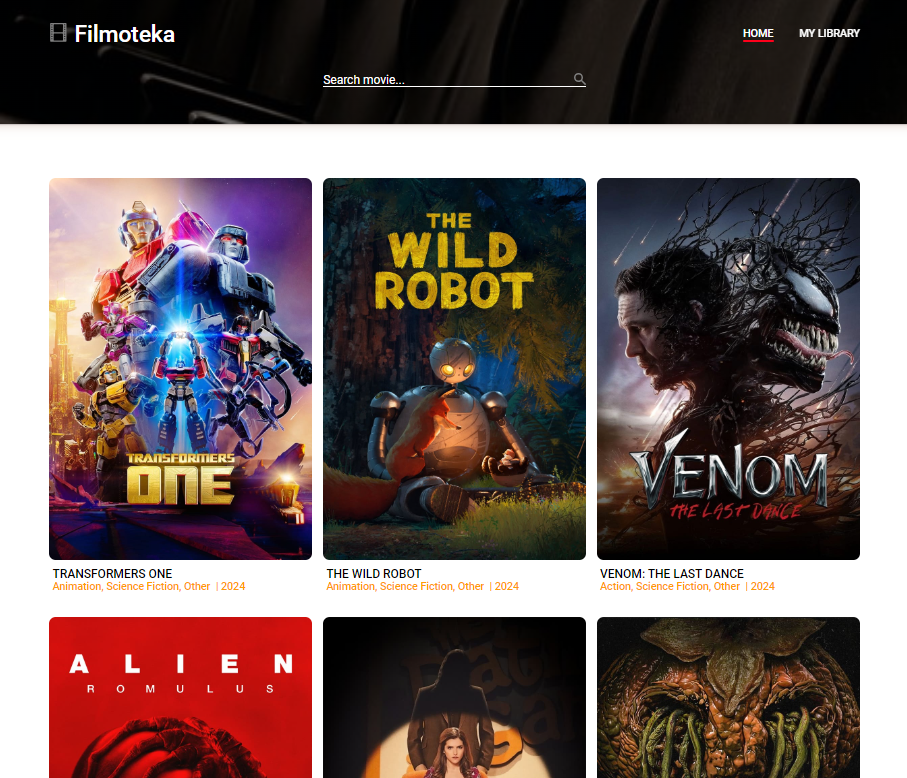 Filmoteka
HOME
MY LIBRARY
Search movie...
TRANSFORMERS
ONE
THE
WILD
ROBOT
VENOM
THE LAST DANCE
TRANSFORMERS ONE
Animation, Science Fiction, Other | 2024
THE WILD ROBOT
Animation, Science Fiction, Other | 2024
VENOM: THE LAST DANCE
Action, Science Fiction, Other | 2024
ALIEN
ROMULUS